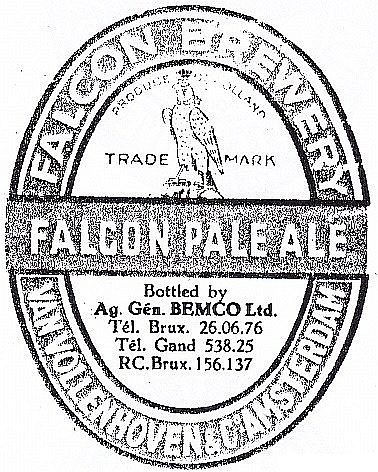 FALCON BREWERY
PRODUCE OF HOLLAND
TRADE MARK
FALCON PALE ALE
Bottled by
Ag. Gén. BEMCO Ltd.
Tél. Brux. 26.06.76
Tél. Gand 538.25
RC. Brux. 156.137
VAN VOLLENHOVEN & Co AMSTERDAM